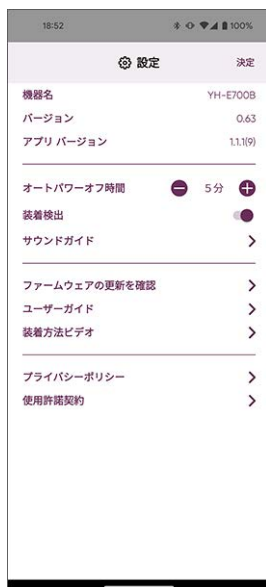 18:52 100%
設定 決定
機器名 YH-E700B
バージョン 0.63
アプリ バージョン 1.1.1(9)
オートパワーオフ時間 5分
装着検出
サウンドガイド
ファームウェアの更新を確認
ユーザーガイド
装着方法ビデオ
プライバシーポリシー
使用許諾契約